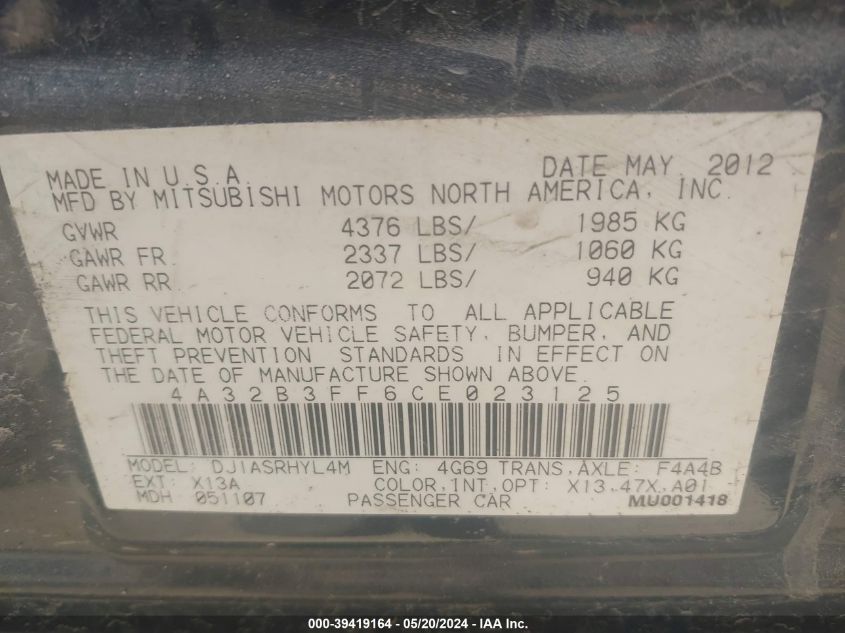 MADE IN U.S.A. DATE MAY. 2012
MFD BY MITSUBISHI MOTORS NORTH AMERICA, INC.
GVWR 4376 LBS/ 1985 KG
GAWR FR 2337 LBS/ 1060 KG
GAWR RR 2072 LBS/ 940 KG
THIS VEHICLE CONFORMS TO ALL APPLICABLE
FEDERAL MOTOR VEHICLE SAFETY, BUMPER, AND
THEFT PREVENTION STANDARDS IN EFFECT ON
THE DATE OF MANUFACTURE SHOWN ABOVE.
4A32B3FF6CE023125
MODEL: DJ1ASRHYL4M ENG: 4G69 TRANS,AXLE: F4A4B
EXT: X13A COLOR,INT,OPT: X13,47X,A01
MDH 051107 PASSENGER CAR MU001418
000-39419164 - 05/20/2024 - IAA Inc.